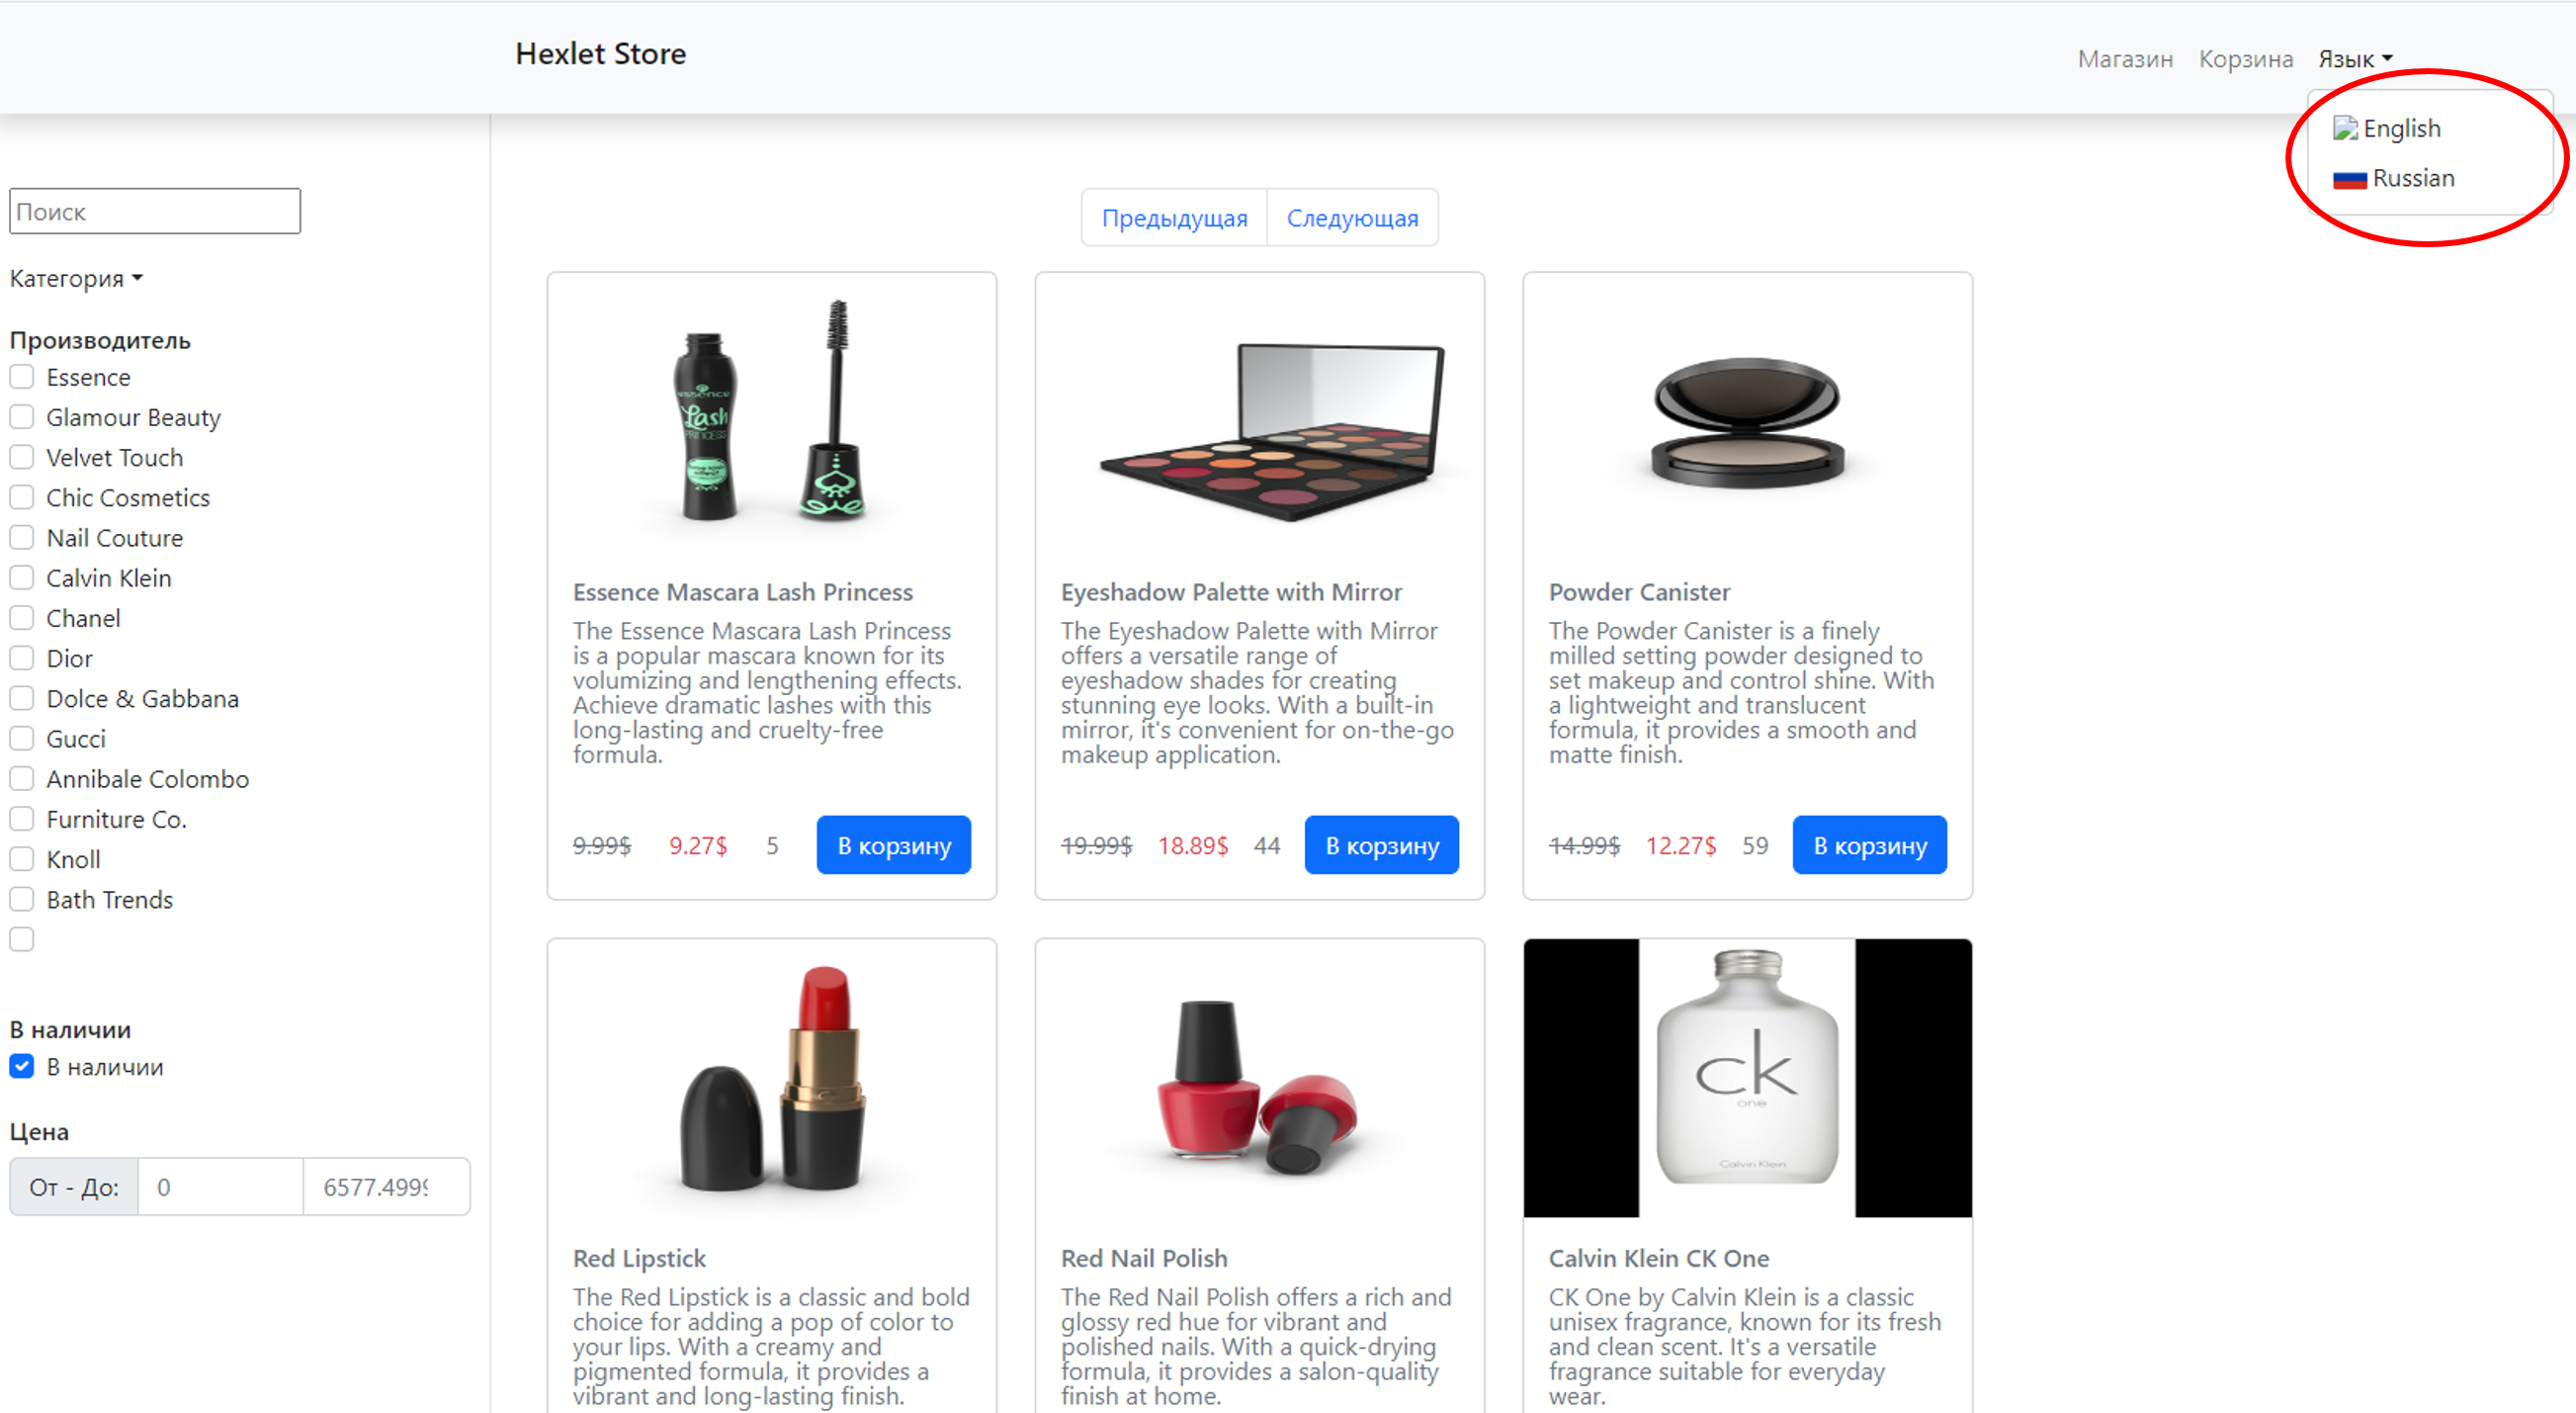 Hexlet Store
Магазин Корзина Язык
English
Russian
Поиск
Категория
Производитель
Essence
Glamour Beauty
Velvet Touch
Chic Cosmetics
Nail Couture
Calvin Klein
Chanel
Dior
Dolce & Gabbana
Gucci
Annibale Colombo
Furniture Co.
Knoll
Bath Trends
В наличии
В наличии
Цена
От - До: 0 6577.499
Предыдущая Следующая
essence
Lash
PRINCESS
Essence Mascara Lash Princess
The Essence Mascara Lash Princess
is a popular mascara known for its
volumizing and lengthening effects.
Achieve dramatic lashes with this
long-lasting and cruelty-free
formula.
9.99$ 9.27$ 5 В корзину
Eyeshadow Palette with Mirror
The Eyeshadow Palette with Mirror
offers a versatile range of
eyeshadow shades for creating
stunning eye looks. With a built-in
mirror, it's convenient for on-the-go
makeup application.
19.99$ 18.89$ 44 В корзину
Powder Canister
The Powder Canister is a finely
milled setting powder designed to
set makeup and control shine. With
a lightweight and translucent
formula, it provides a smooth and
matte finish.
14.99$ 12.27$ 59 В корзину
Red Lipstick
The Red Lipstick is a classic and bold
choice for adding a pop of color to
your lips. With a creamy and
pigmented formula, it provides a
vibrant and long-lasting finish.
Red Nail Polish
The Red Nail Polish offers a rich and
glossy red hue for vibrant and
polished nails. With a quick-drying
formula, it provides a salon-quality
finish at home.
ck
one
Calvin Klein
Calvin Klein CK One
CK One by Calvin Klein is a classic
unisex fragrance, known for its fresh
and clean scent. It's a versatile
fragrance suitable for everyday
wear.